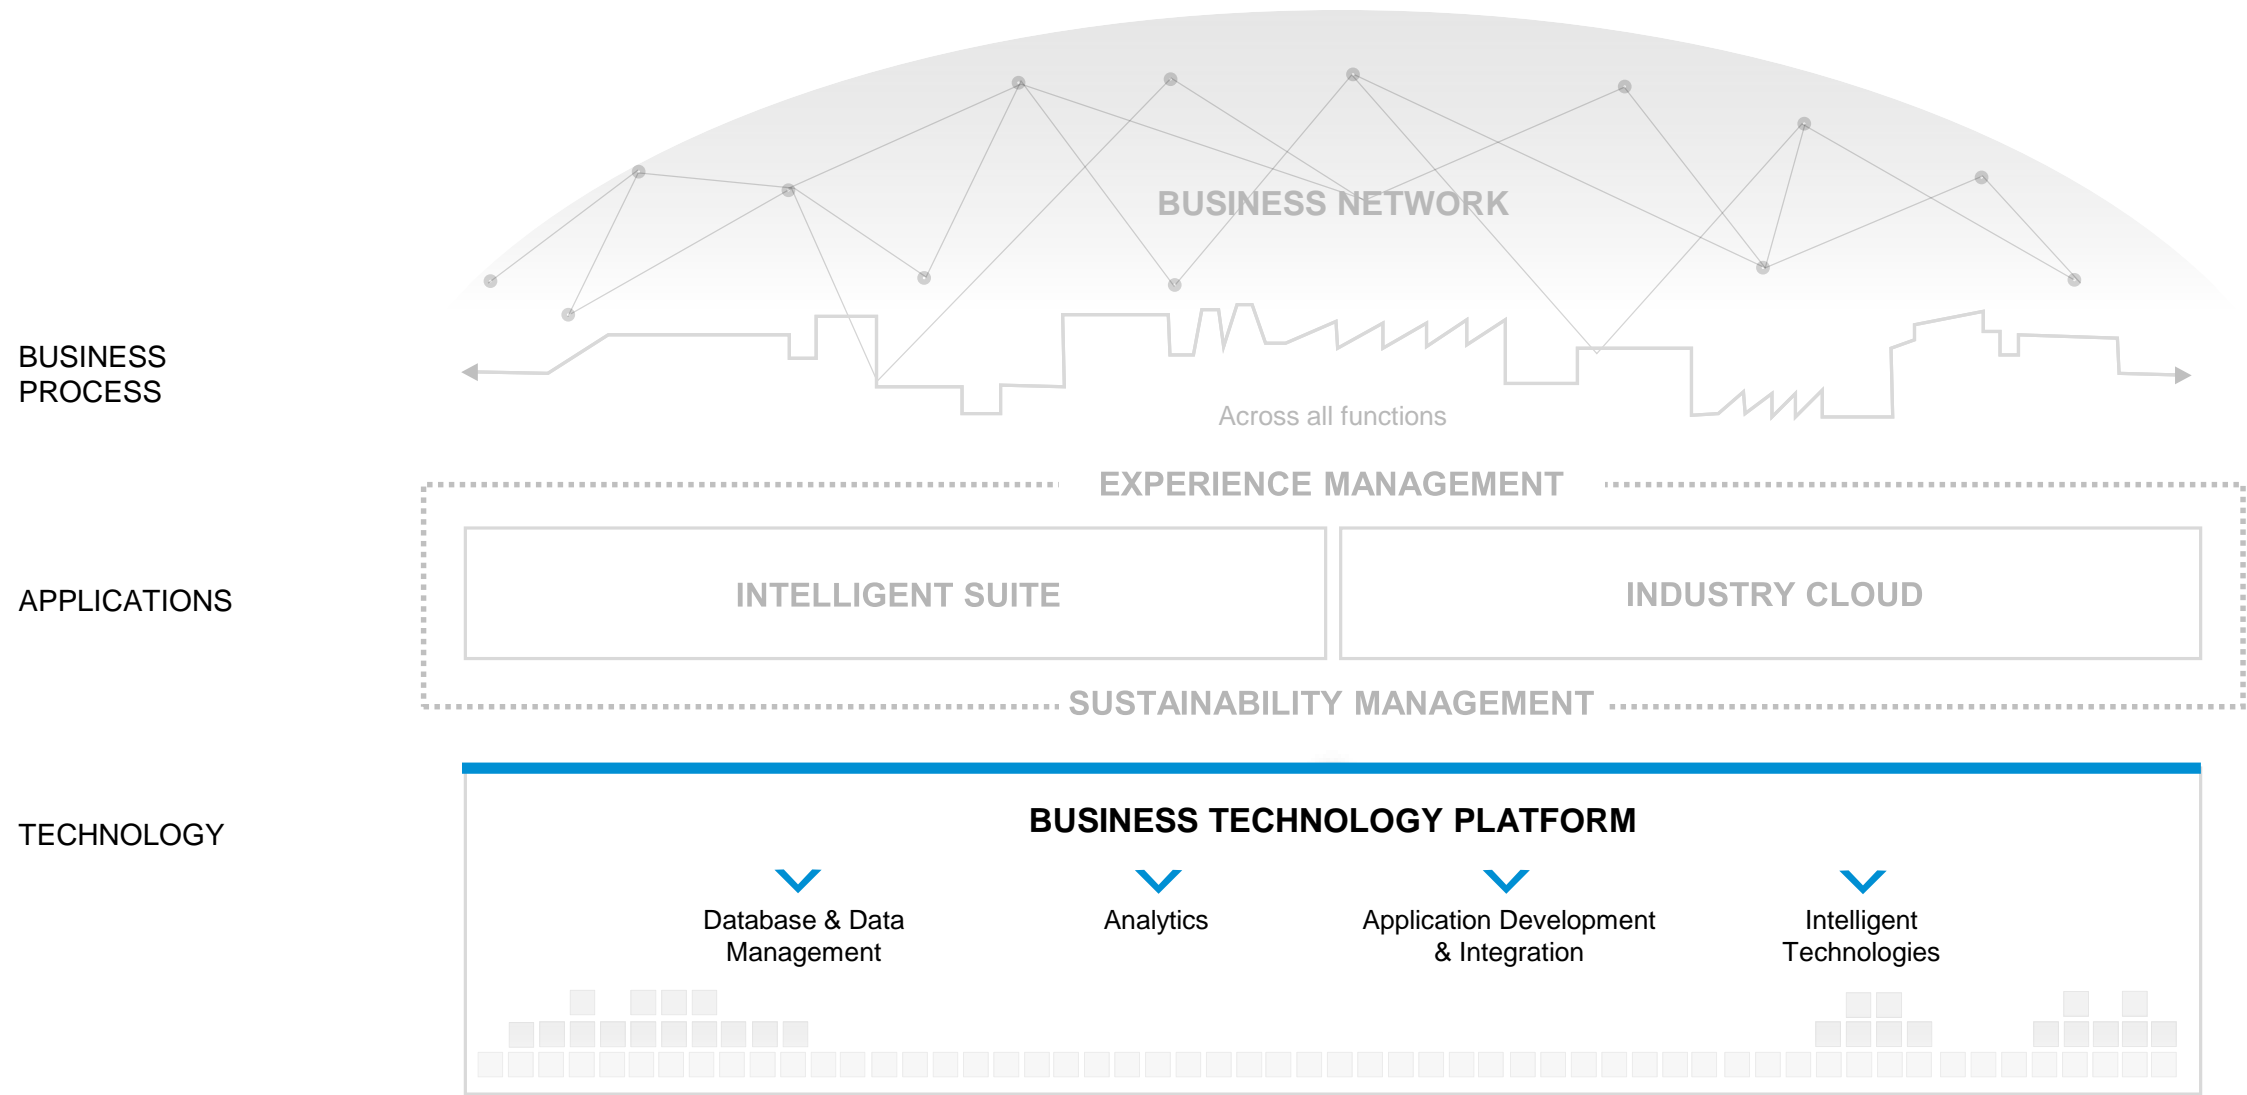 BUSINESS NETWORK
BUSINESS
PROCESS
Across all functions
EXPERIENCE MANAGEMENT
APPLICATIONS
INTELLIGENT SUITE
INDUSTRY CLOUD
SUSTAINABILITY MANAGEMENT
TECHNOLOGY
BUSINESS TECHNOLOGY PLATFORM
Database & Data
Management
Analytics
Application Development
& Integration
Intelligent
Technologies